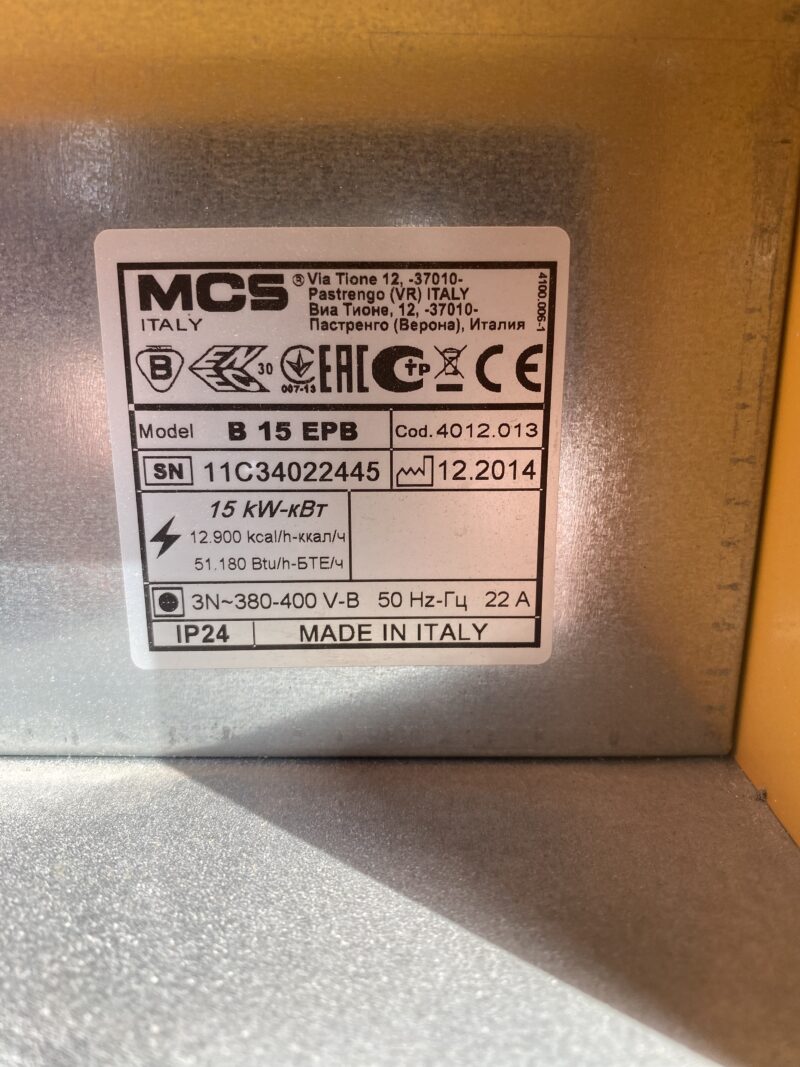 MCS ® Via Tione 12, -37010-
Pastrengo (VR) ITALY
ITALY
Виа Тионе, 12, -37010-
Пастренго (Верона), Италия
4100.006-1
B ENEC 30 007-13 EAC CтP CE
Model B 15 EPB Cod. 4012.013
SN 11C34022445 12.2014
15 kW-кВт
12.900 kcal/h-ккал/ч
51.180 Btu/h-БТЕ/ч
3N~380-400 V-В 50 Hz-Гц 22 A
IP24 MADE IN ITALY